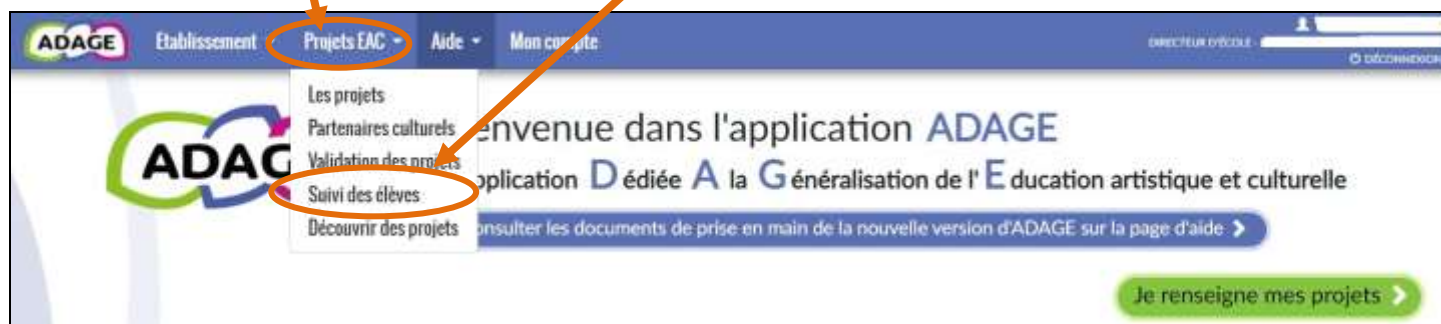 ADAGE Etablissement Projets EAC Aide Mon compte
DIRECTEUR D'ÉCOLE -
DÉCONNEXION
Les projets
Partenaires culturels
Validation des projets
Suivi des élèves
Découvrir des projets
ADAG
envenue dans l'application ADAGE
pplication Dédiée A la Généralisation de l'Education artistique et culturelle
onsulter les documents de prise en main de la nouvelle version d'ADAGE sur la page d'aide
Je renseigne mes projets